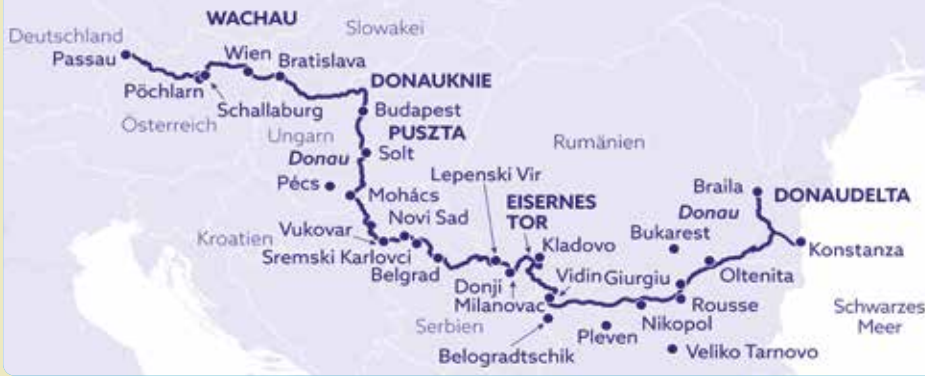 WACHAU
Slowakei
Deutschland
Passau
Wien
Bratislava
Pöchlarn
Schallaburg
DONAUKNIE
Budapest
Österreich
Ungarn
PUSZTA
Donau
Solt
Rumänien
Pécs
Lepenski Vir
Mohács
EISERNES
TOR
Braila
DONAUDELTA
Donau
Novi Sad
Vukovar
Kroatien
Sremski Karlovci
Belgrad
Kladovo
Bukarest
Konstanza
Donji
Milanovac
Vidin
Giurgiu
Oltenita
Serbien
Nikopol
Rousse
Schwarzes
Meer
Belogradtschik
Pleven
Veliko Tarnovo